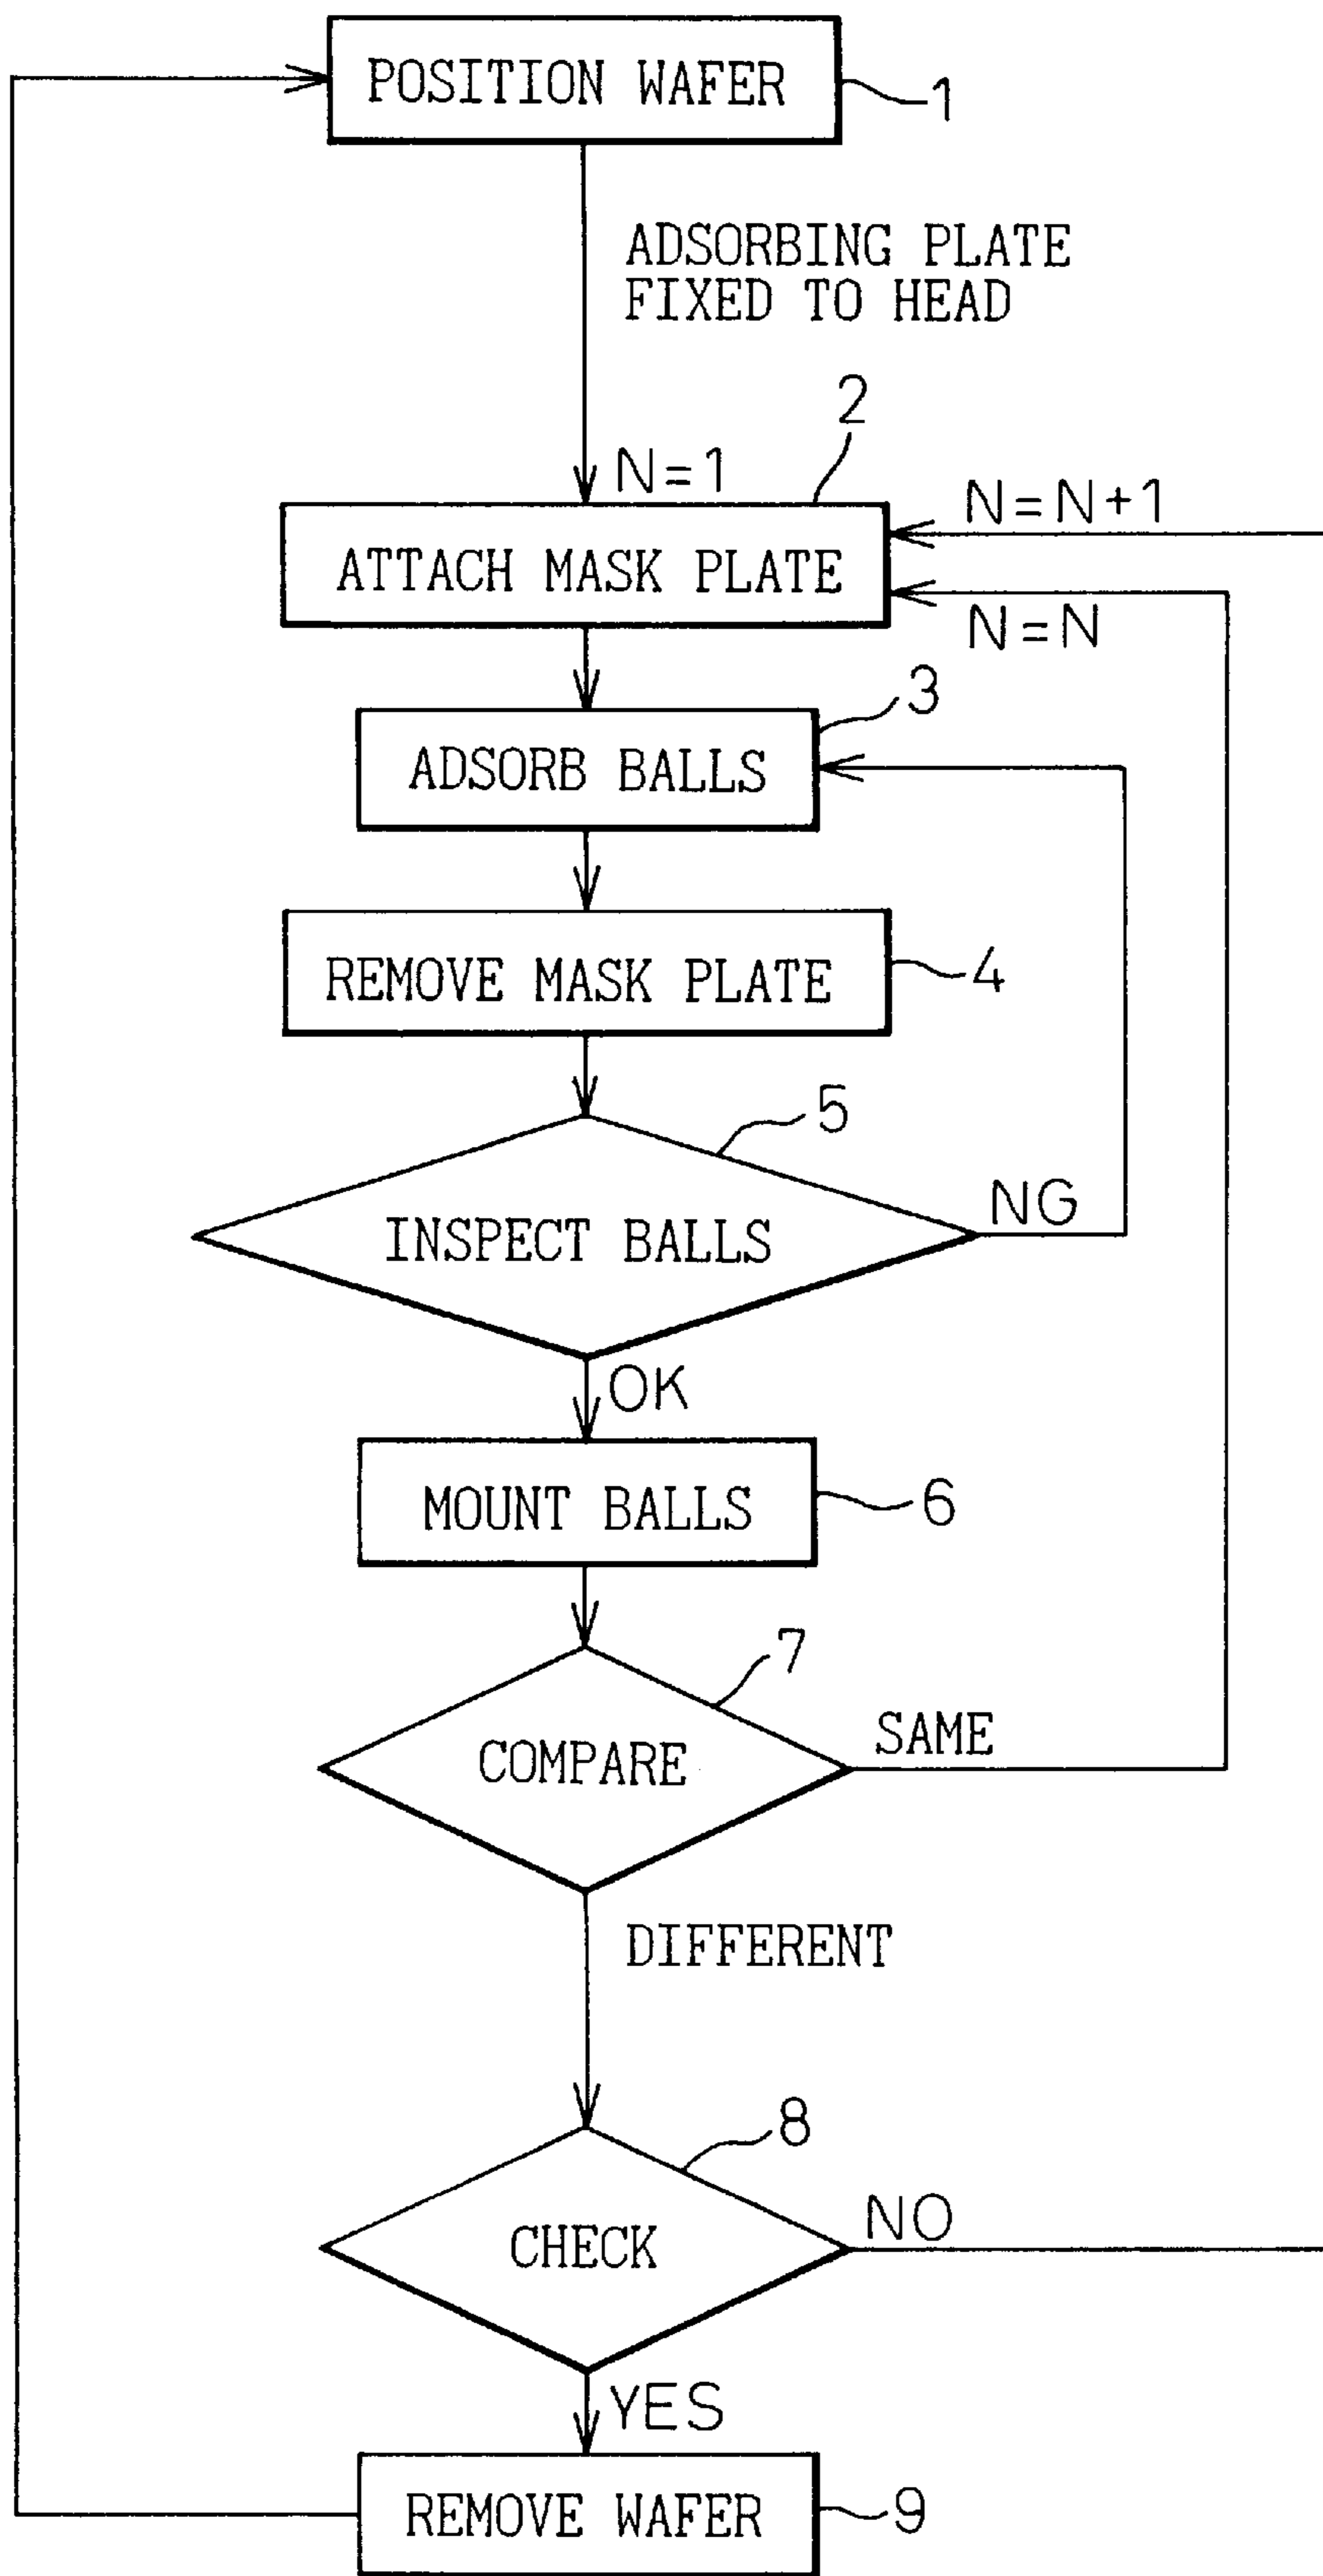 POSITION WAFER
1
ADSORBING PLATE
FIXED TO HEAD
2
N=1
N=N+1
ATTACH MASK PLATE
N=N
3
ADSORB BALLS
REMOVE MASK PLATE
4
5
INSPECT BALLS
NG
OK
MOUNT BALLS
6
7
COMPARE
SAME
DIFFERENT
8
CHECK
NO
YES
REMOVE WAFER
9